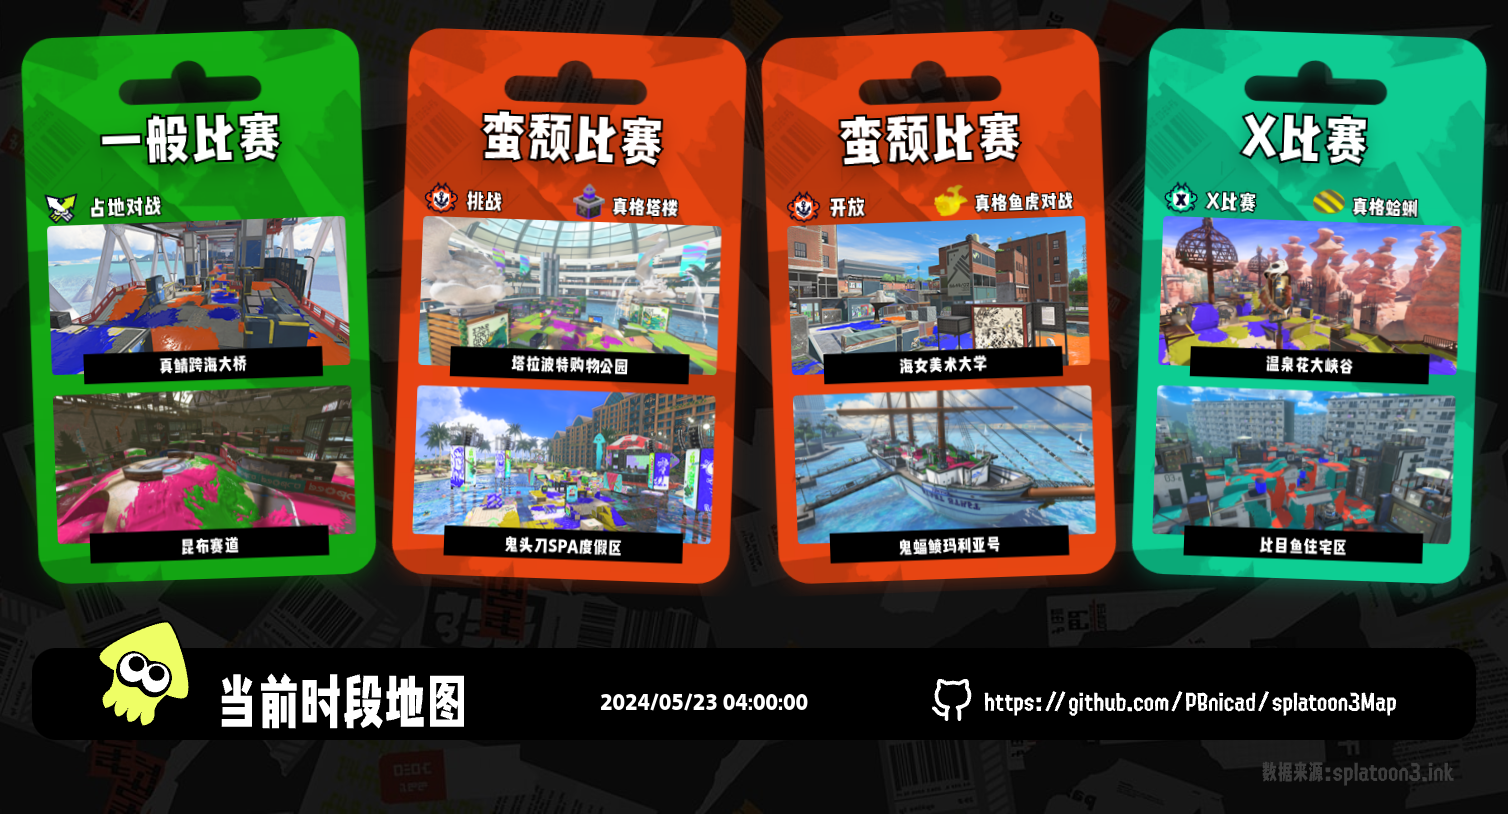 一般比赛
占地对战
真鲷跨海大桥
昆布赛道
蛮颓比赛
挑战
真格塔楼
塔拉波特购物公园
鬼头刀SPA度假区
蛮颓比赛
开放
真格鱼虎对战
海女美术大学
鬼蝠鲼玛利亚号
X比赛
X比赛
真格蛤蜊
温泉花大峡谷
比目鱼住宅区
当前时段地图
2024/05/23 04:00:00
https://github.com/PBnicad/splatoon3Map
数据来源:splatoon3.ink